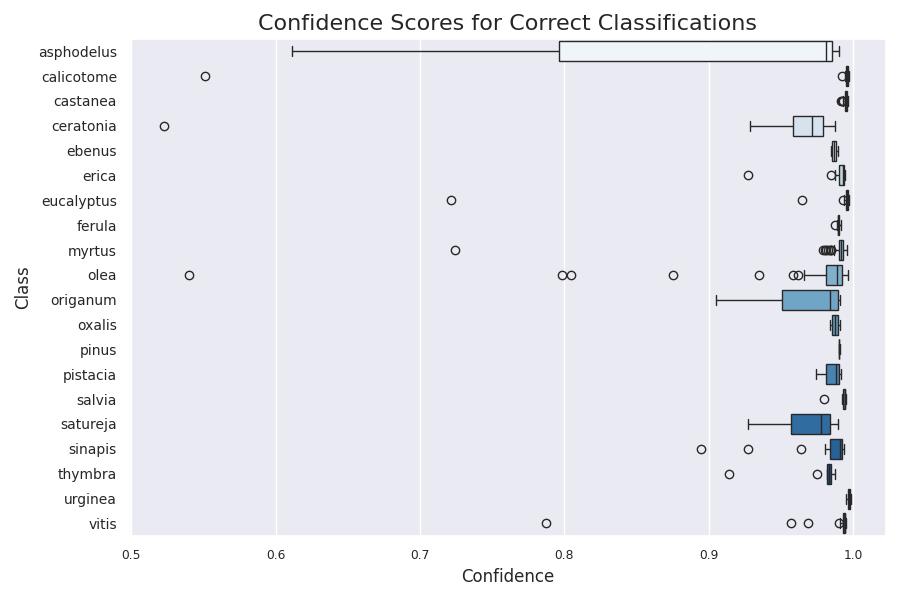 Confidence Scores for Correct Classifications
asphodelus
calicotome
castanea
ceratonia
ebenus
erica
eucalyptus
ferula
myrtus
olea
origanum
oxalis
pinus
pistacia
salvia
satureja
sinapis
thymbra
urginea
vitis
Class
0.5 0.6 0.7 0.8 0.9 1.0
Confidence